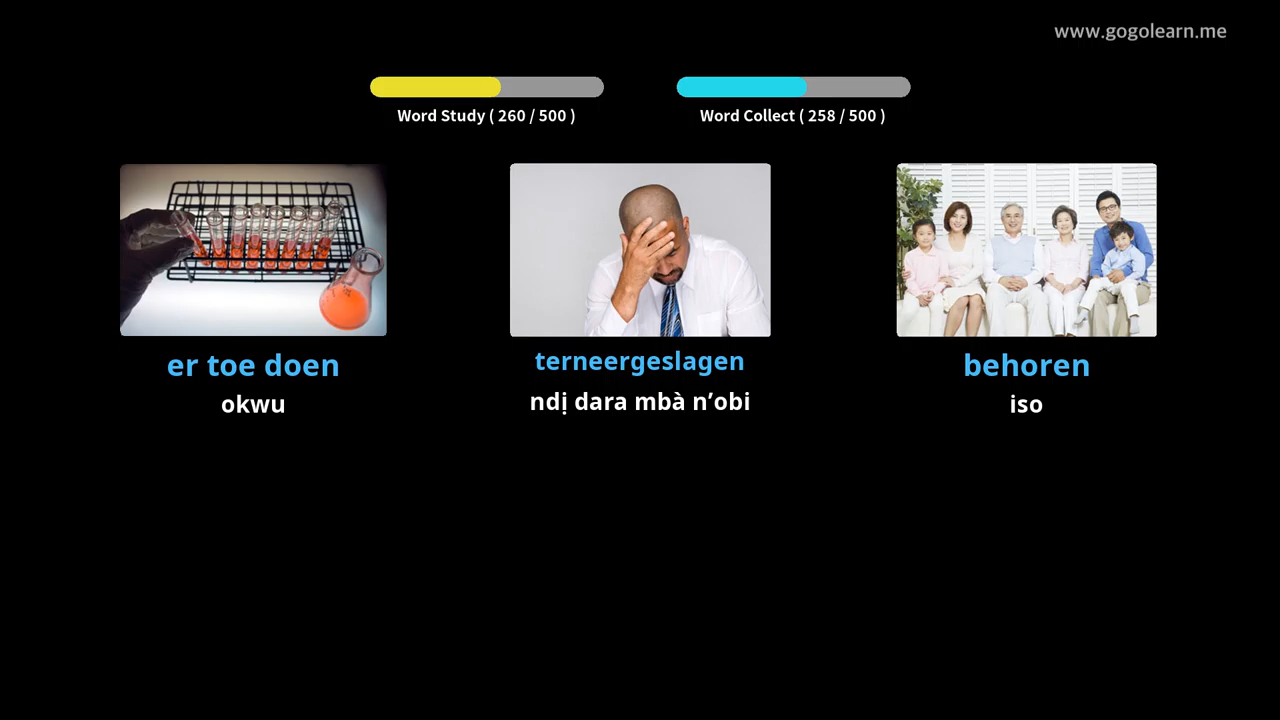 www.gogolearn.me
Word Study ( 260 / 500 )
Word Collect ( 258 / 500 )
er toe doen
okwu
terneergeslagen
ndị dara mbà n’obi
behoren
iso